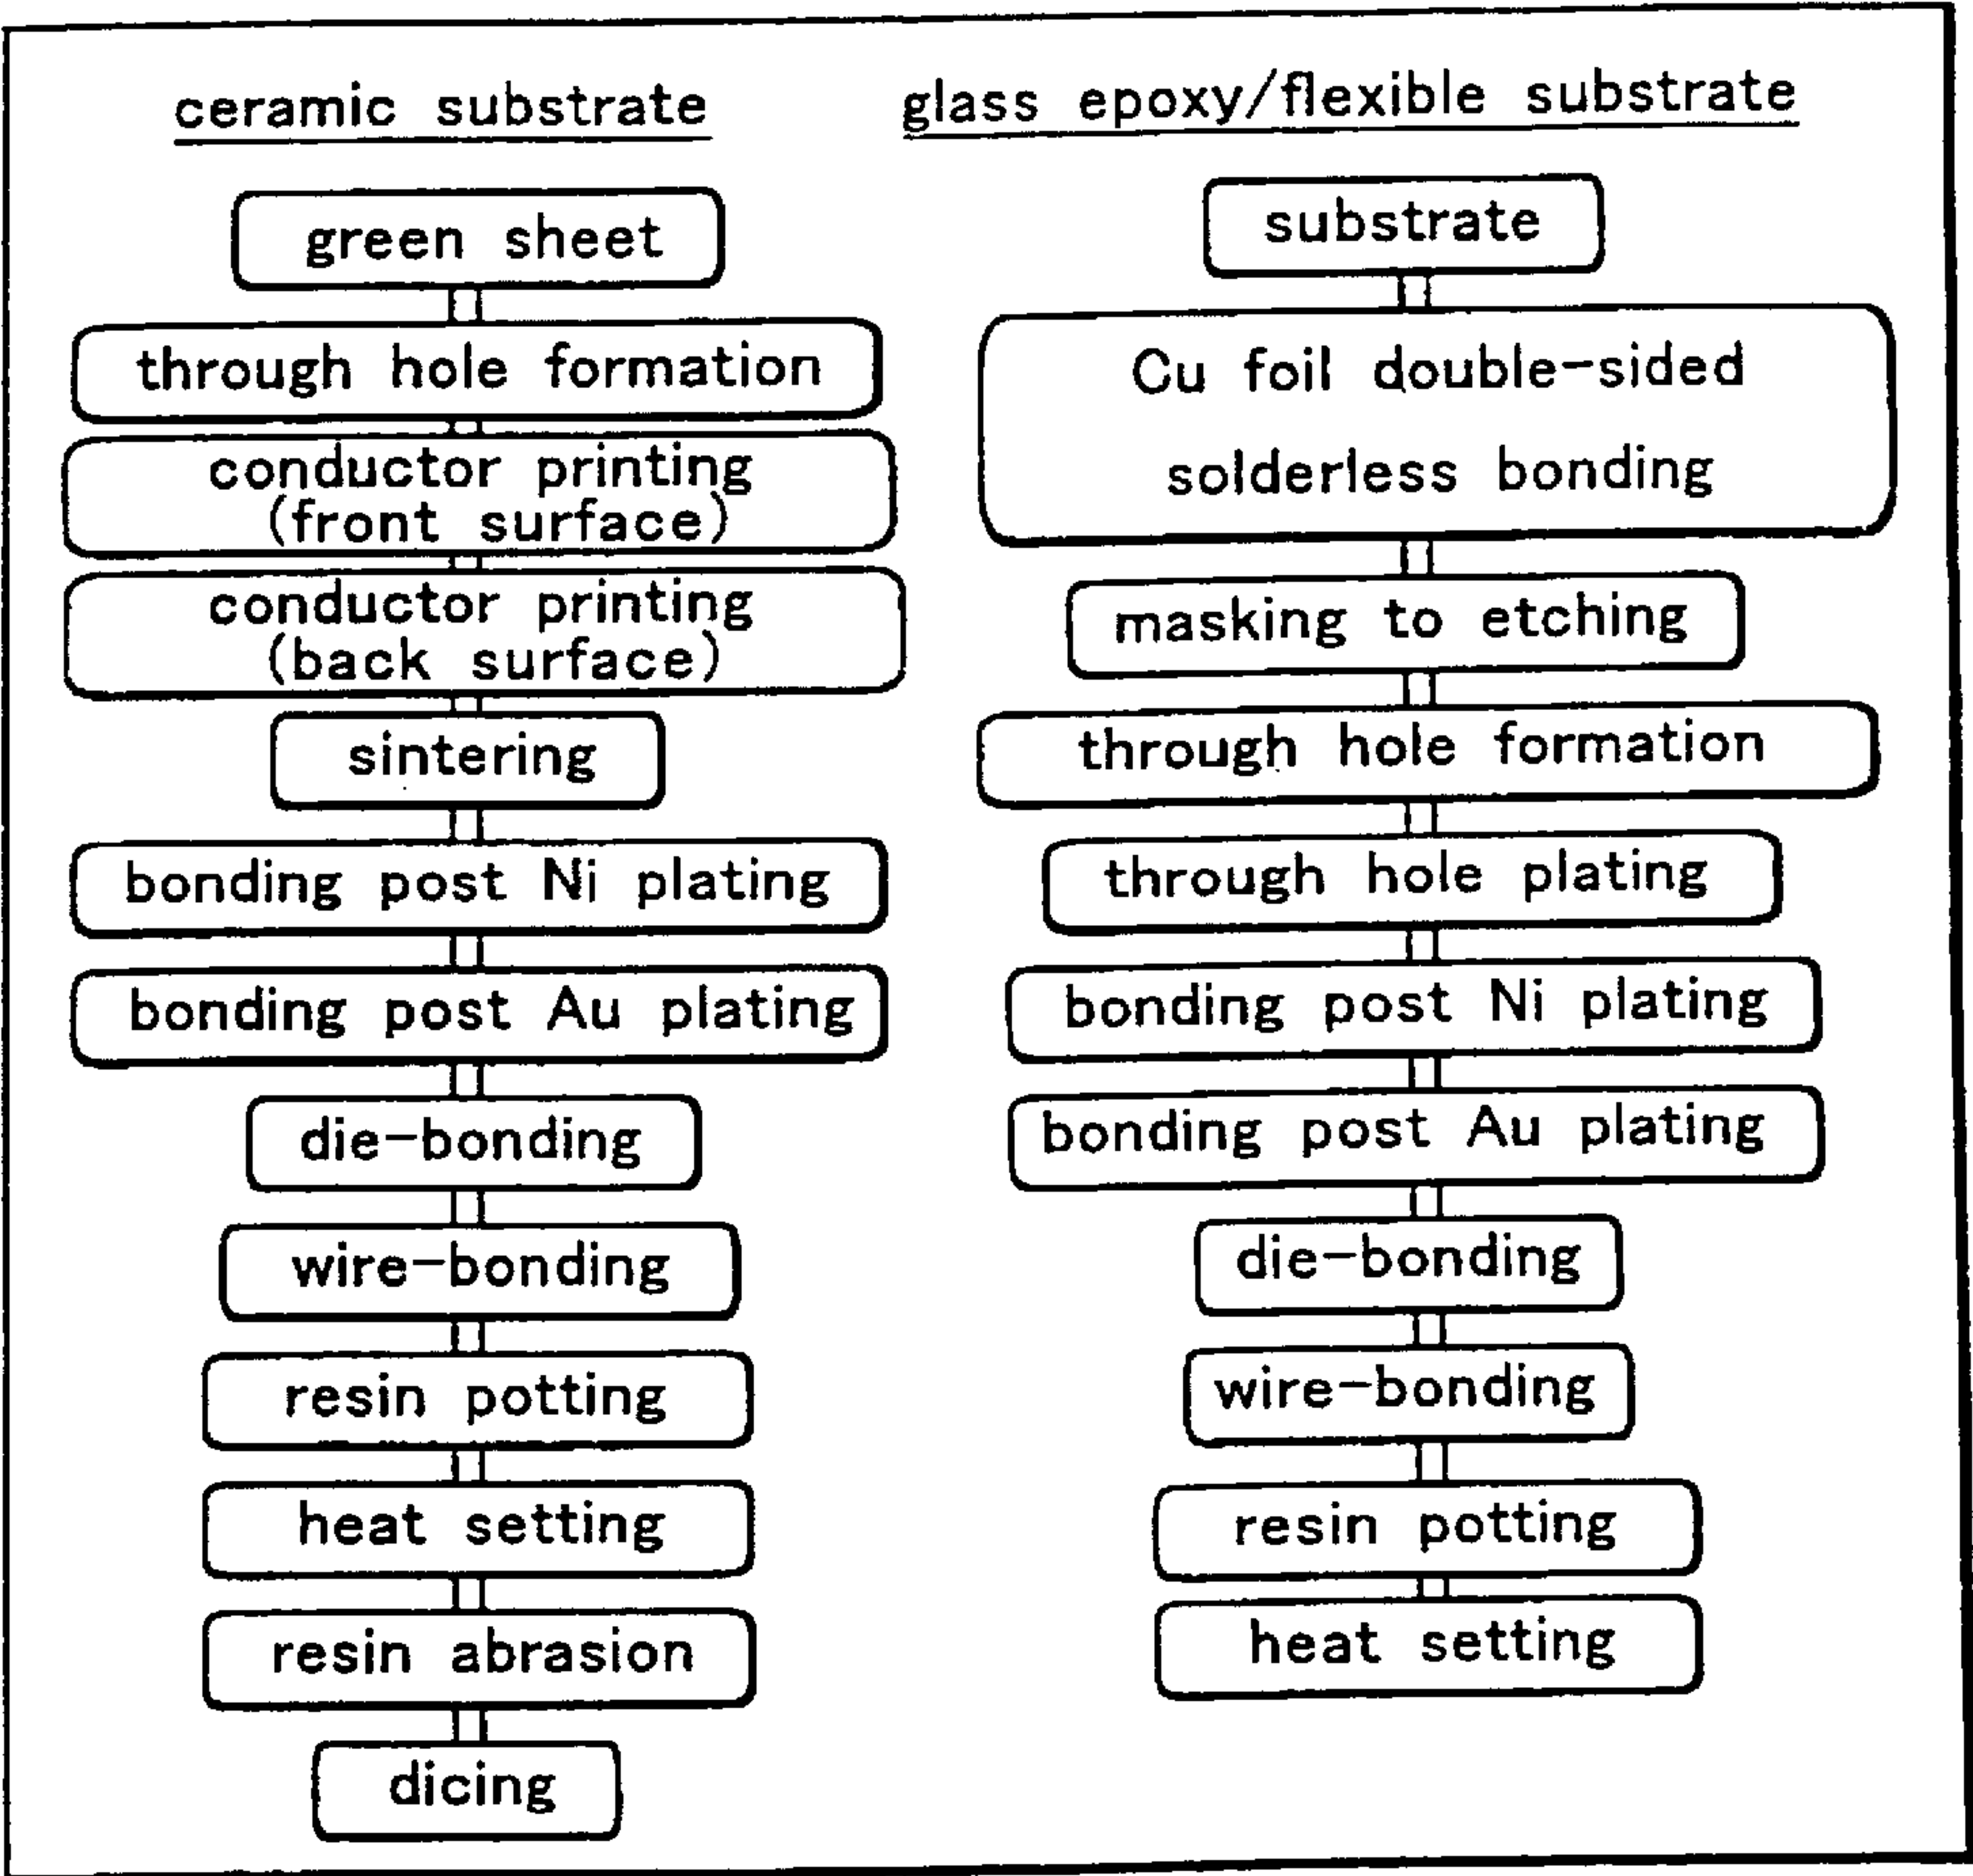 ceramic substrate
green sheet
through hole formation
conductor printing
(front surface)
conductor printing
(back surface)
sintering
bonding post Ni plating
bonding post Au plating
die-bonding
wire-bonding
resin potting
heat setting
resin abrasion
dicing
glass epoxy/flexible substrate
substrate
Cu foil double-sided
solderless bonding
masking to etching
through hole formation
through hole plating
bonding post Ni plating
bonding post Au plating
die-bonding
wire-bonding
resin potting
heat setting